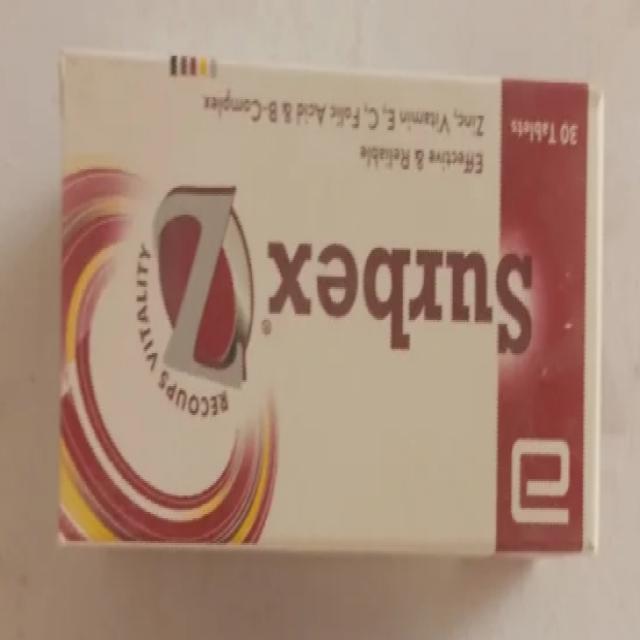 Surbex® Z
RECOUPS VITALITY
Effective & Reliable
Zinc, Vitamin E, C, Folic Acid & B-Complex
30 Tablets